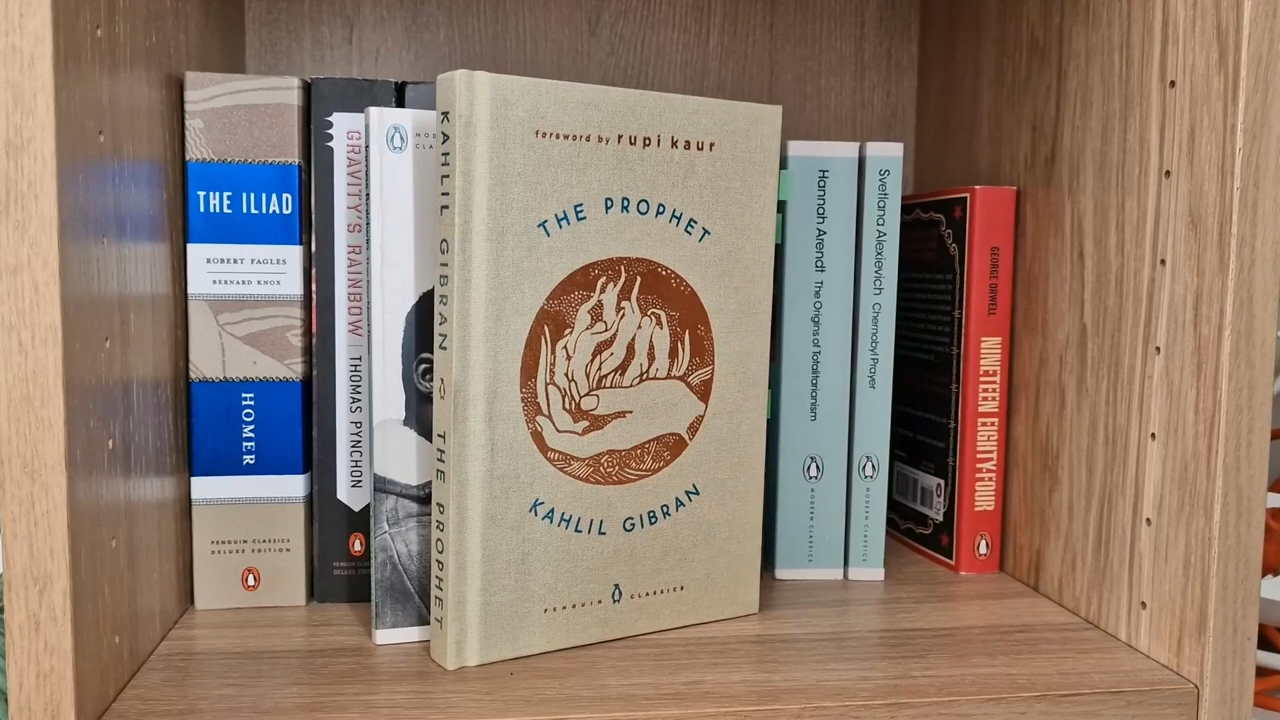 THE ILIAD
ROBERT FAGLES
BERNARD KNOX
HOMER
PENGUIN CLASSICS
DELUXE EDITION
GRAVITY'S RAINBOW
THOMAS PYNCHON
KAHLIL GIBRAN THE PROPHET
foreword by rupi kaur
THE PROPHET
KAHLIL GIBRAN
PENGUIN CLASSICS
Hannah Arendt The Origins of Totalitarianism
MODERN CLASSICS
Svetlana Alexievich Chernobyl Prayer
MODERN CLASSICS
GEORGE ORWELL
NINETEEN EIGHTY-FOUR